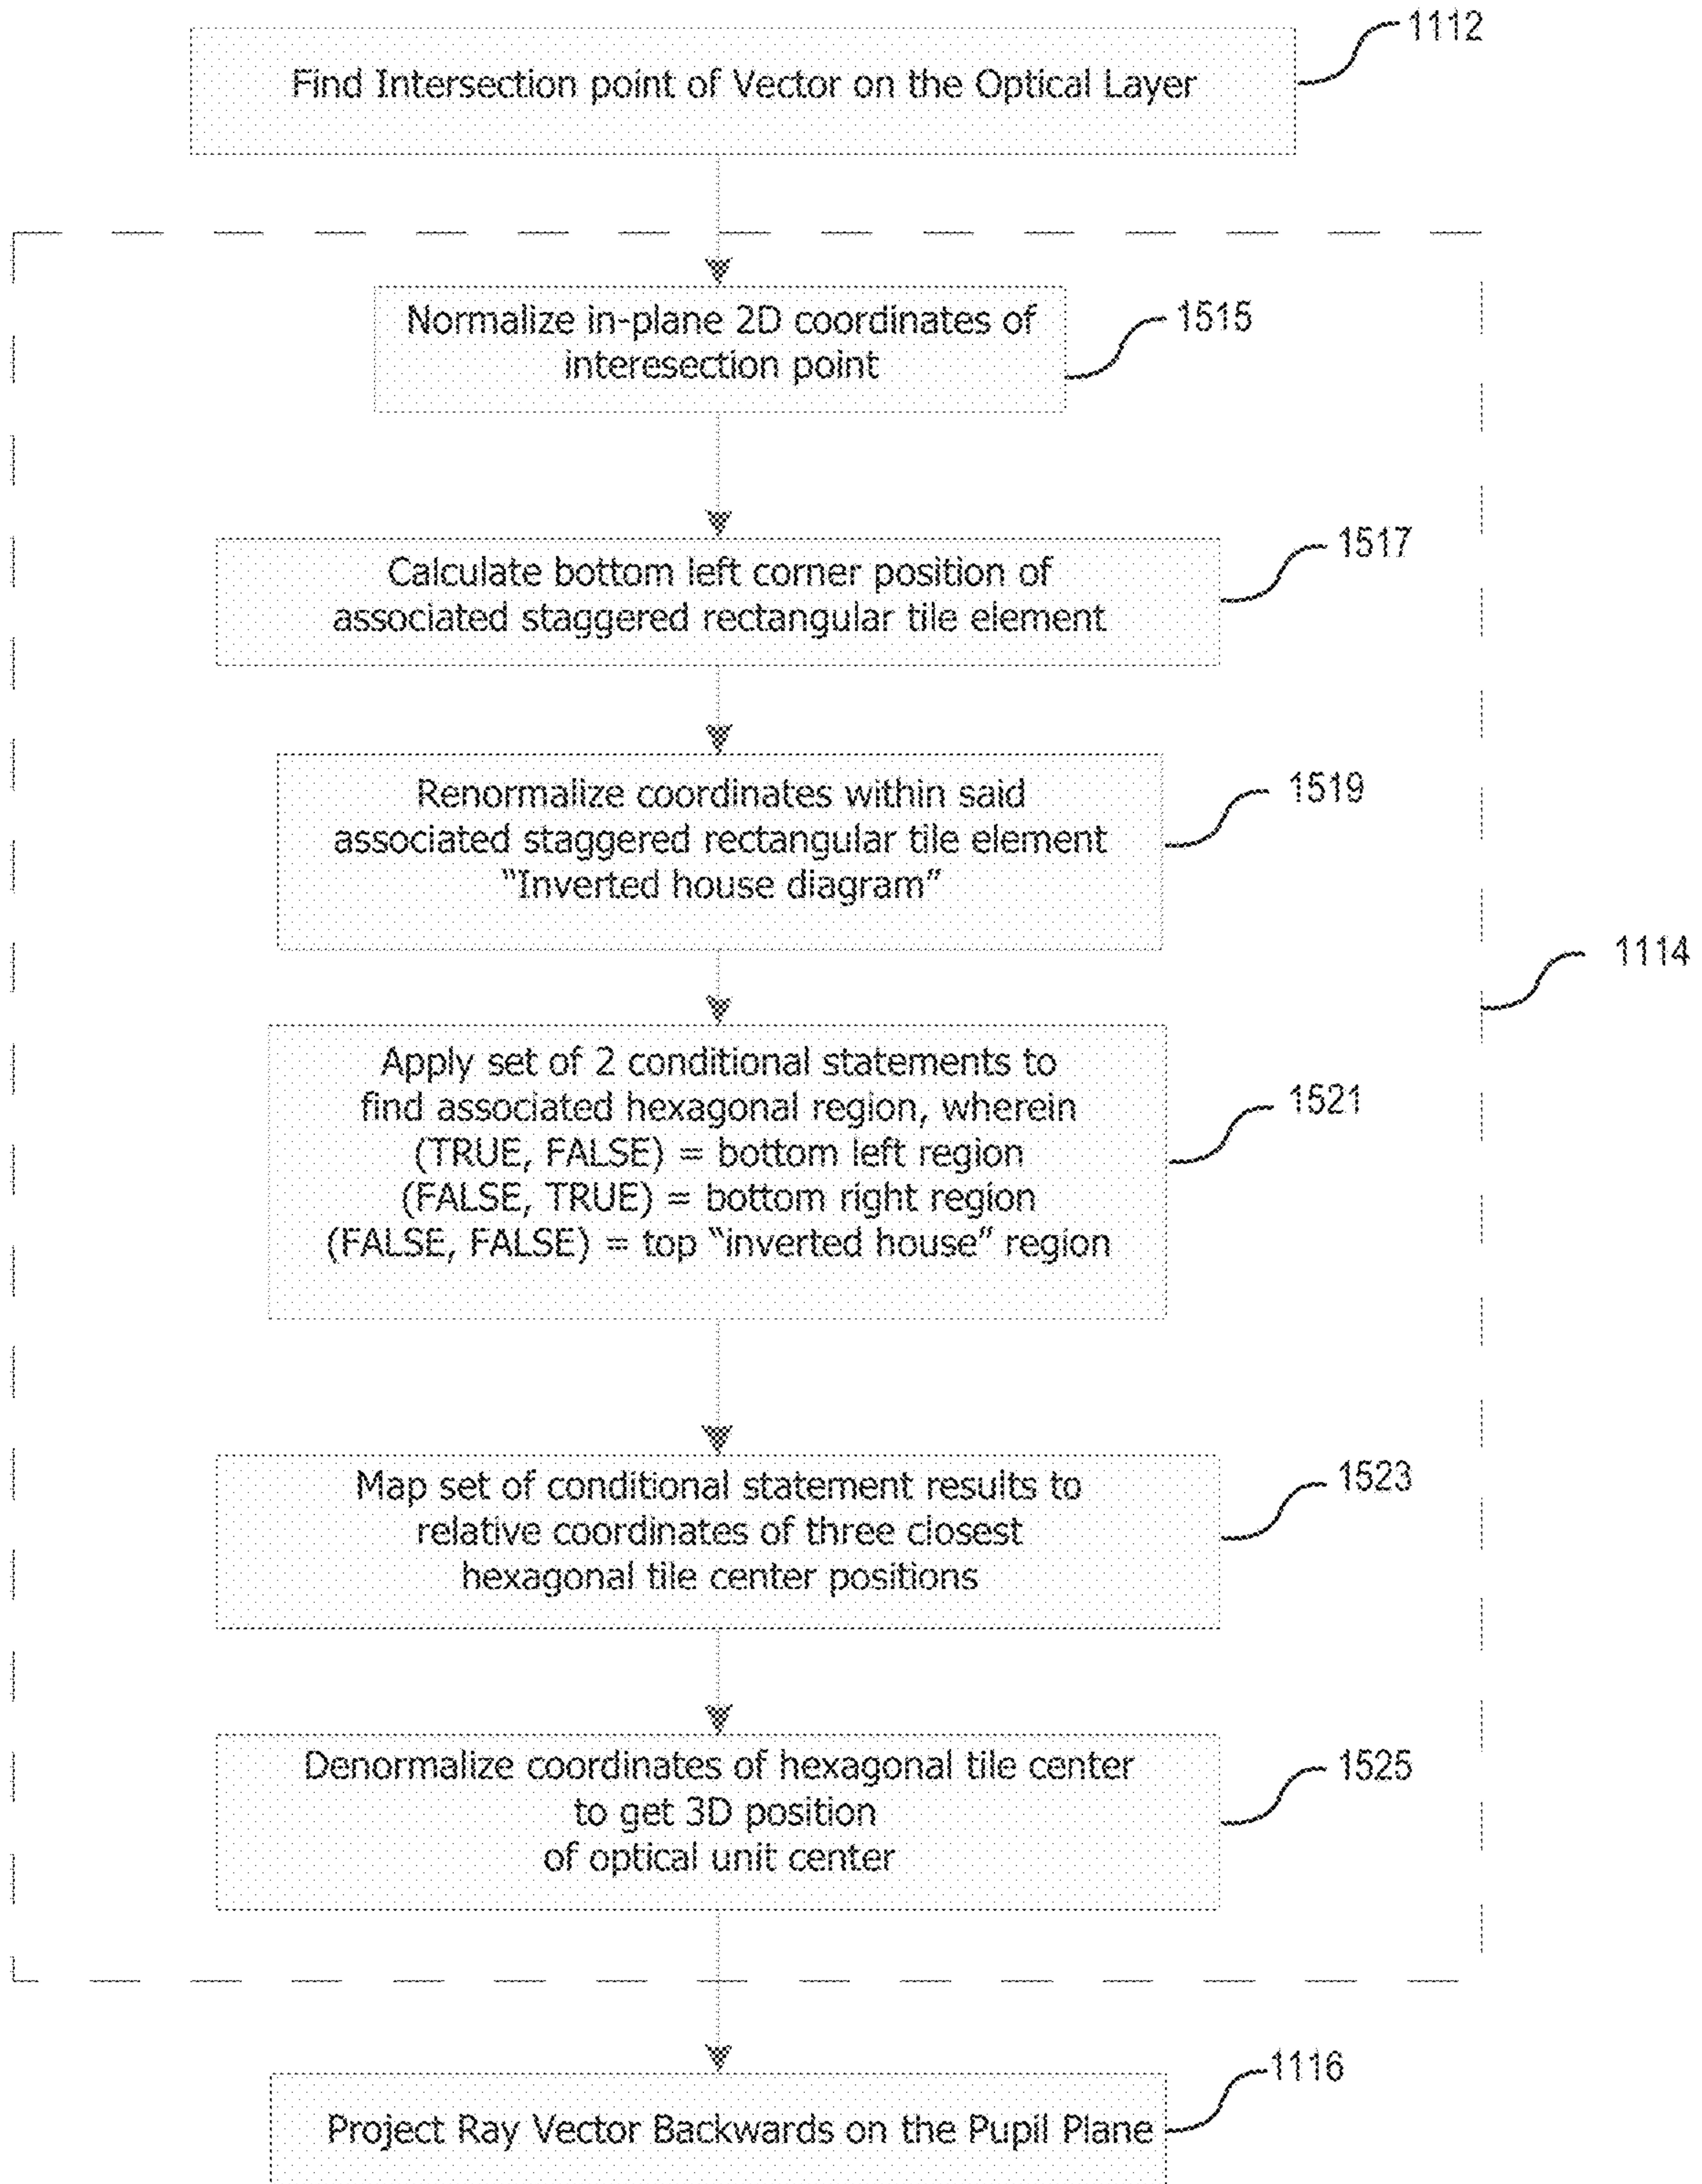 1112
Find Intersection point of Vector on the Optical Layer
Normalize in-plane 2D coordinates of
interesection point
1515
Calculate bottom left corner position of
associated staggered rectangular tile element
1517
Renormalize coordinates within said
associated staggered rectangular tile element
“Inverted house diagram”
1519
1114
Apply set of 2 conditional statements to
find associated hexagonal region, wherein
(TRUE, FALSE) = bottom left region
(FALSE, TRUE) = bottom right region
(FALSE, FALSE) = top “inverted house” region
1521
Map set of conditional statement results to
relative coordinates of three closest
hexagonal tile center positions
1523
Denormalize coordinates of hexagonal tile center
to get 3D position
of optical unit center
1525
1116
Project Ray Vector Backwards on the Pupil Plane